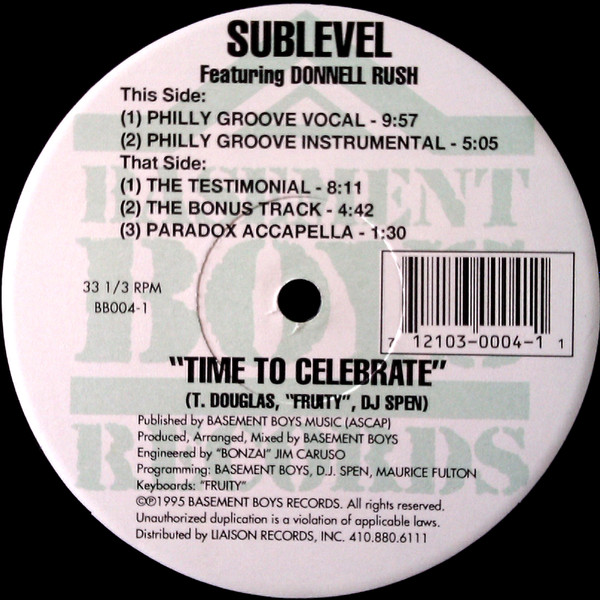 SUBLEVEL
Featuring DONNELL RUSH
This Side:
(1) PHILLY GROOVE VOCAL - 9:57
(2) PHILLY GROOVE INSTRUMENTAL - 5:05
That Side:
(1) THE TESTIMONIAL - 8:11
(2) THE BONUS TRACK - 4:42
(3) PARADOX ACCAPELLA - 1:30
BASEMENT
BOYS
RECORDS
33 1/3 RPM
BB004-1
7 12103-0004-1 1
"TIME TO CELEBRATE"
(T. DOUGLAS, "FRUITY", DJ SPEN)
Published by BASEMENT BOYS MUSIC (ASCAP)
Produced, Arranged, Mixed by BASEMENT BOYS
Engineered by "BONZAI" JIM CARUSO
Programming: BASEMENT BOYS, D.J. SPEN, MAURICE FULTON
Keyboards: "FRUITY"
©℗1995 BASEMENT BOYS RECORDS. All rights reserved.
Unauthorized duplication is a violation of applicable laws.
Distributed by LIAISON RECORDS, INC. 410.880.6111